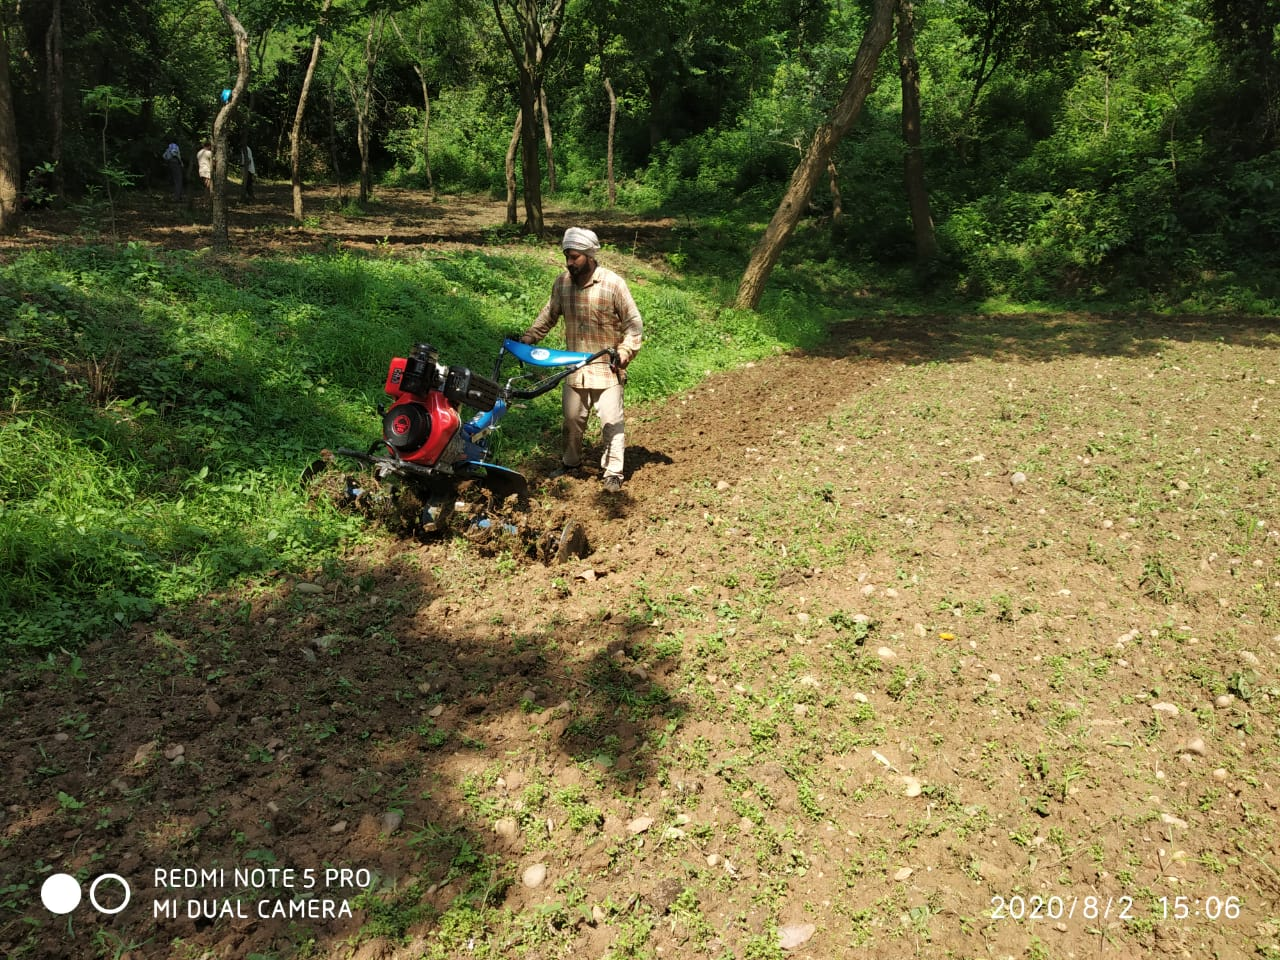 REDMI NOTE 5 PRO
MI DUAL CAMERA
2020/8/2 15:06